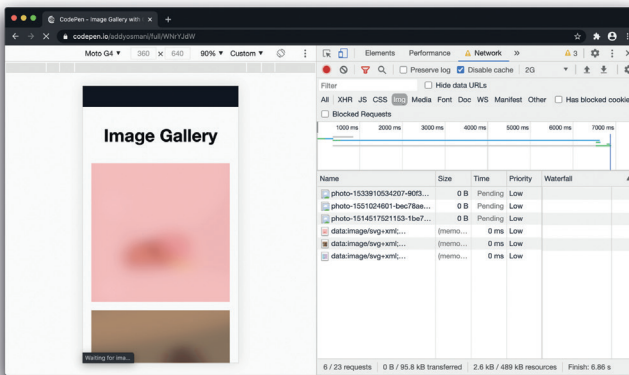 CodePen - Image Gallery with
codepen.io/addyosmani/full/WNrYJdW
Moto G4 ▼ 360 × 640 90% ▼ Custom ▼
Elements Performance Network » 3
Preserve log Disable cache 2G
Filter Hide data URLs
All XHR JS CSS Img Media Font Doc WS Manifest Other Has blocked cookie
Blocked Requests
1000 ms 2000 ms 3000 ms 4000 ms 5000 ms 6000 ms 7000 ms
Image Gallery
Name Size Time Priority Waterfall
photo-1533910534207-90f3... 0 B Pending Low
photo-1551024601-bec78ae... 0 B Pending Low
photo-1514517521153-1be7... 0 B Pending Low
data:image/svg+xml;... (memo... 0 ms Low
data:image/svg+xml;... (memo... 0 ms Low
data:image/svg+xml;... (memo... 0 ms Low
Waiting for ima...
6 / 23 requests 0 B / 95.8 kB transferred 2.6 kB / 489 kB resources Finish: 6.86 s